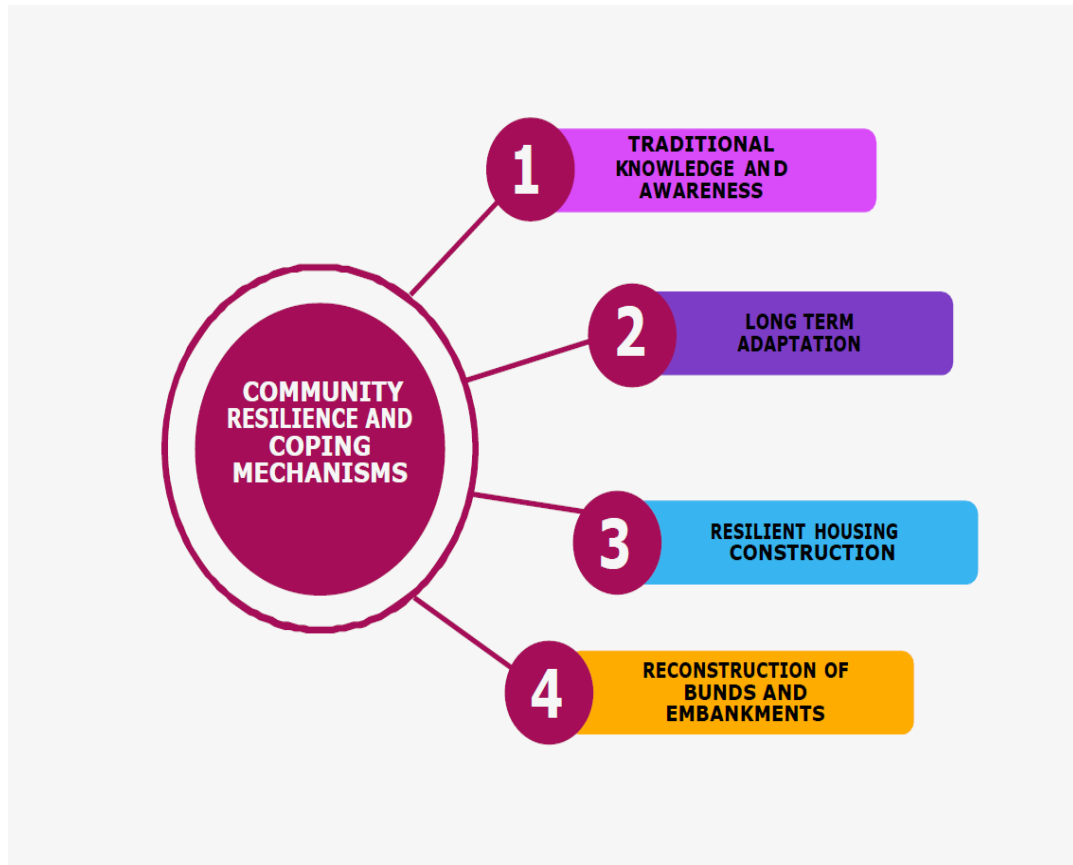 COMMUNITY
RESILIENCE AND
COPING
MECHANISMS
1
TRADITIONAL
KNOWLEDGE AND
AWARENESS
2
LONG TERM
ADAPTATION
3
RESILIENT HOUSING
CONSTRUCTION
4
RECONSTRUCTION OF
BUNDS AND
EMBANKMENTS